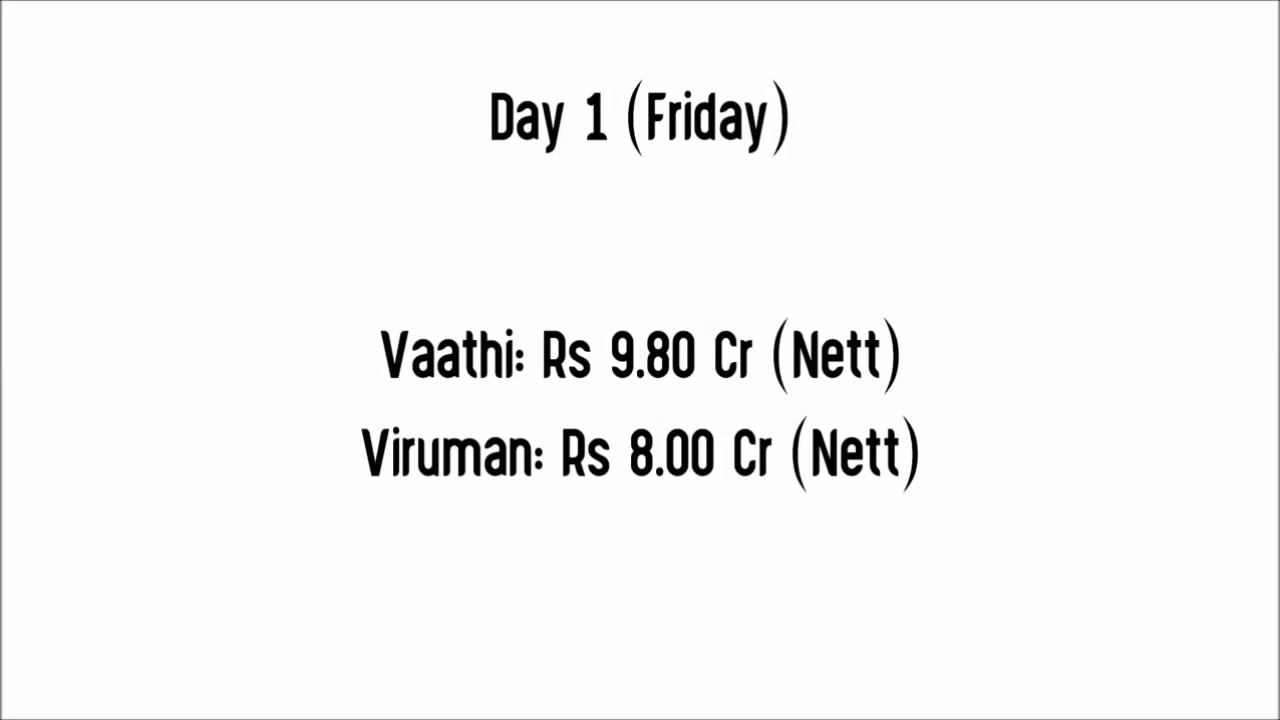 Day 1 (Friday)
Vaathi: Rs 9.80 Cr (Nett)
Viruman: Rs 8.00 Cr (Nett)